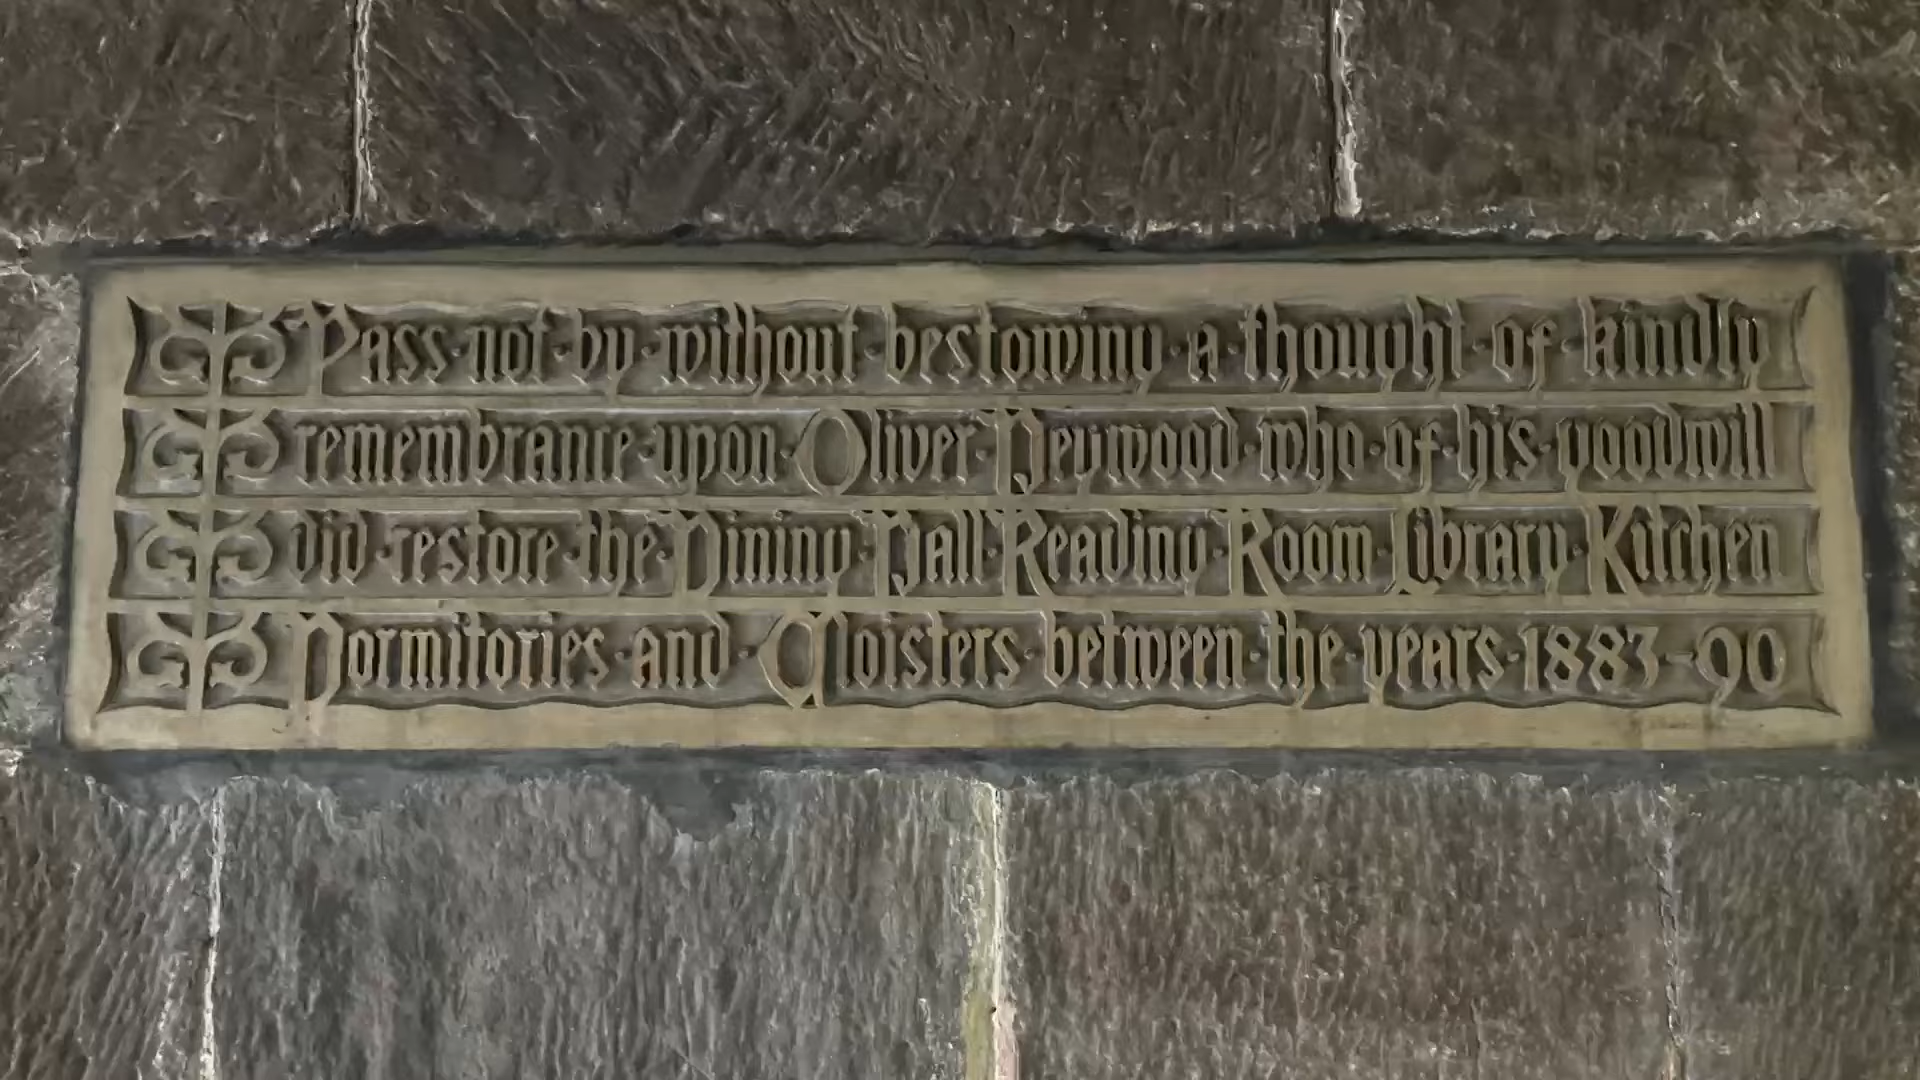 Pass·not·by·without·bestowing·a·thought·of·kindly
remembrance·upon·Oliver·Heywood·who·of·his·goodwill
did·restore·the·Dining·Hall·Reading·Room·Library·Kitchen
Dormitories·and·Cloisters·between·the·years·1883-90